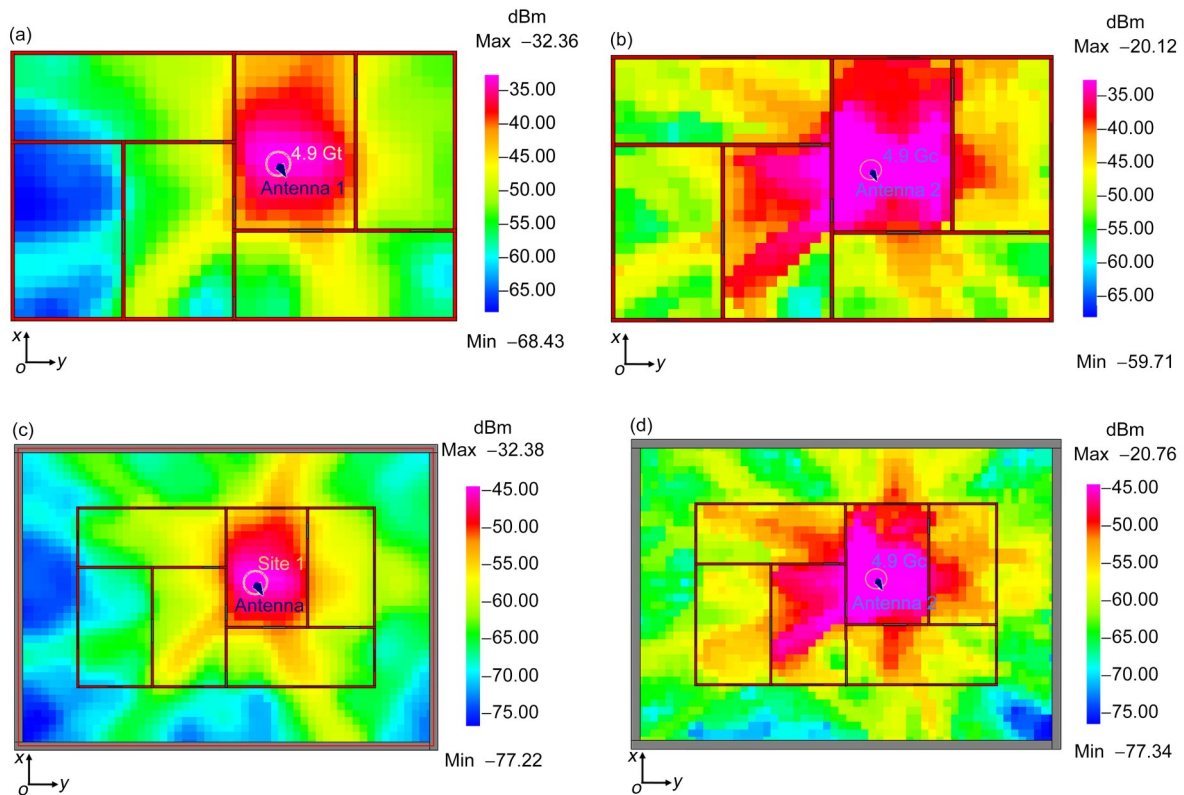 (a)
dBm
Max –32.36
–35.00
–40.00
–45.00
–50.00
–55.00
–60.00
–65.00
Min –68.43
4.9 Gt
Antenna 1
x
o
y
(b)
dBm
Max –20.12
–35.00
–40.00
–45.00
–50.00
–55.00
–60.00
–65.00
Min –59.71
4.9 Gc
Antenna 2
x
o
y
(c)
dBm
Max –32.38
–45.00
–50.00
–55.00
–60.00
–65.00
–70.00
–75.00
Min –77.22
Site 1
Antenna
x
o
y
(d)
dBm
Max –20.76
–45.00
–50.00
–55.00
–60.00
–65.00
–70.00
–75.00
Min –77.34
4.9 Gc
Antenna 2
x
o
y